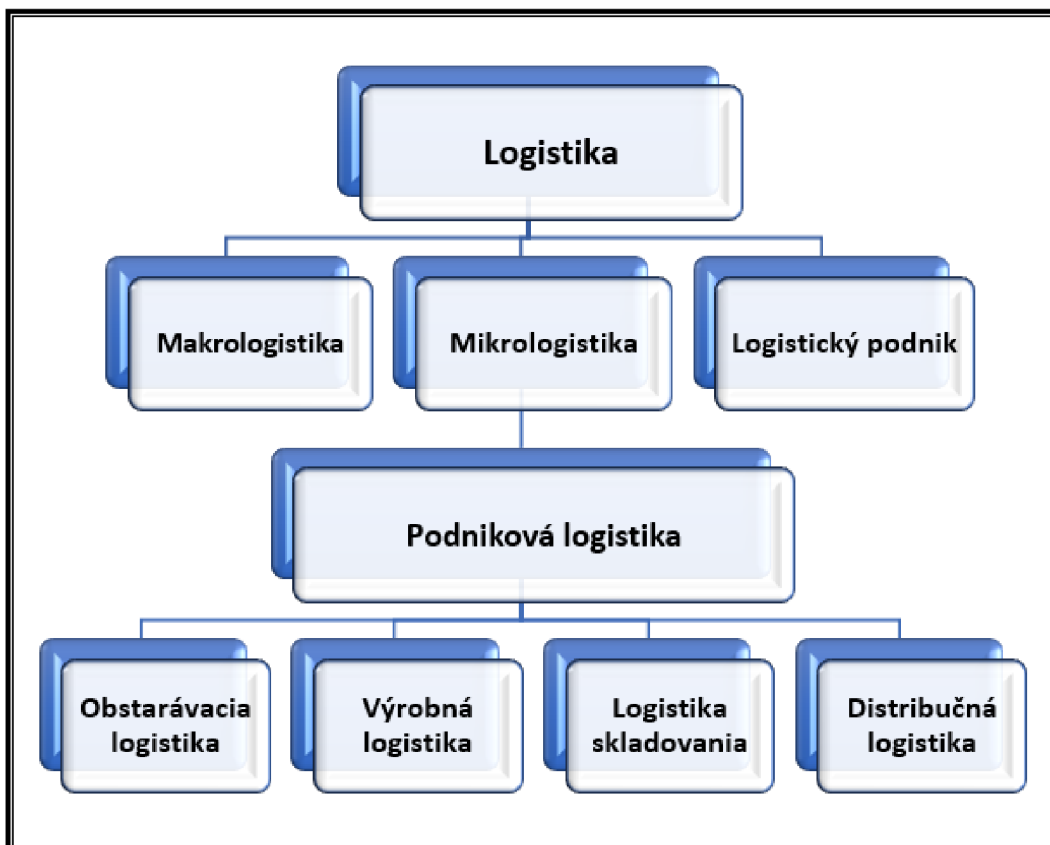 Logistika
Makrologistika
Mikrologistika
Logistický podnik
Podniková logistika
Obstarávacia
logistika
Výrobná
logistika
Logistika
skladovania
Distribučná
logistika